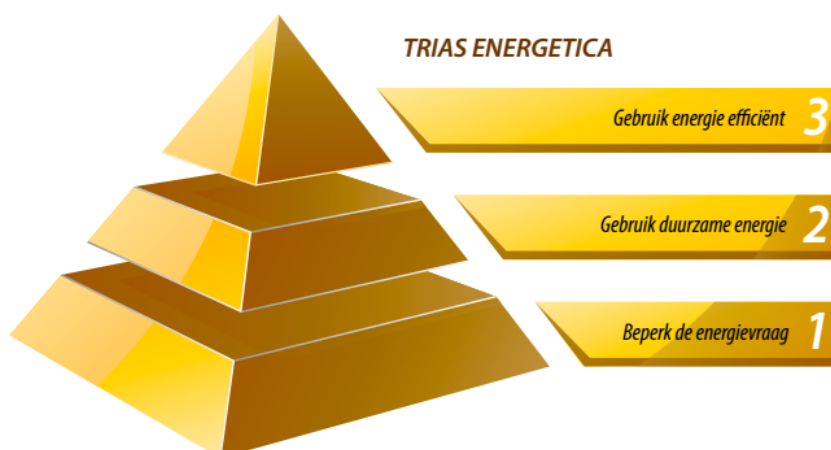 TRIAS ENERGETICA
Gebruik energie efficiënt 3
Gebruik duurzame energie 2
Beperk de energievraag 1